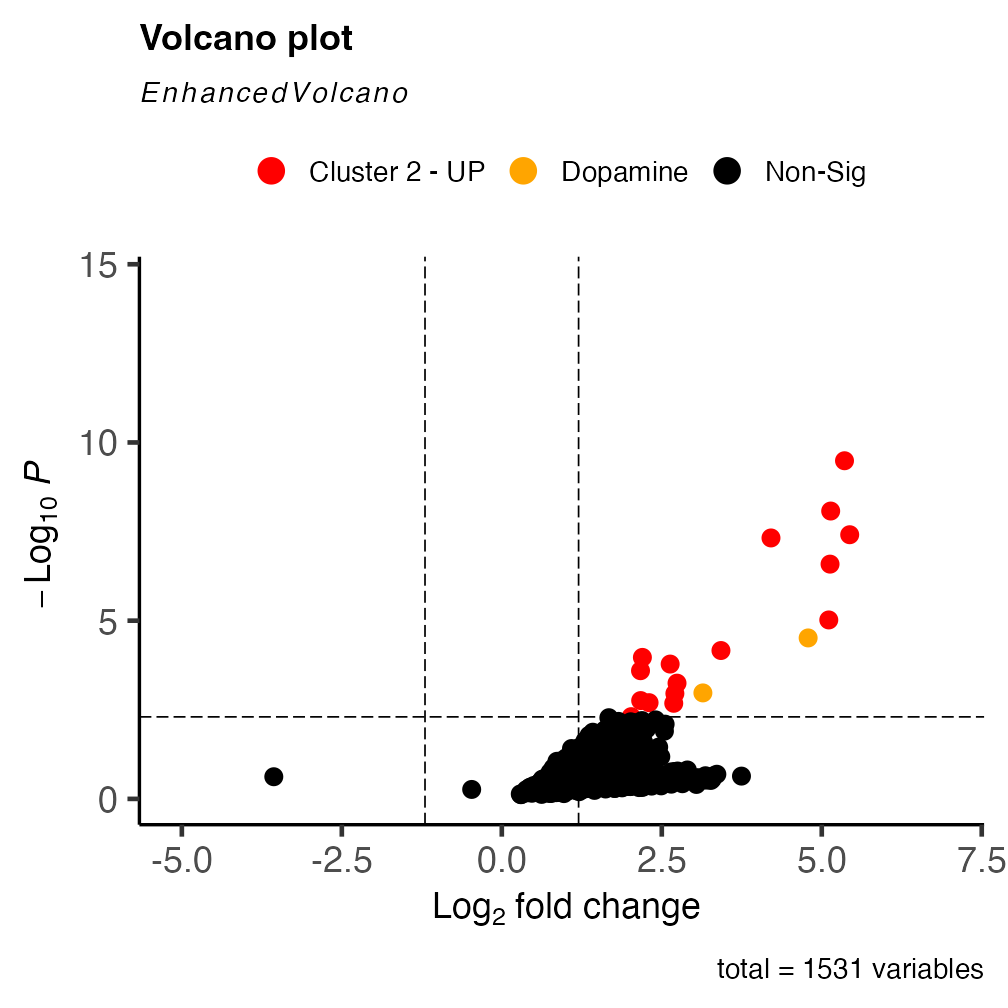 Volcano plot
EnhancedVolcano
Cluster 2 - UP Dopamine Non-Sig
15
10
5
0
−Log10 P
-5.0 -2.5 0.0 2.5 5.0 7.5
Log2 fold change
total = 1531 variables